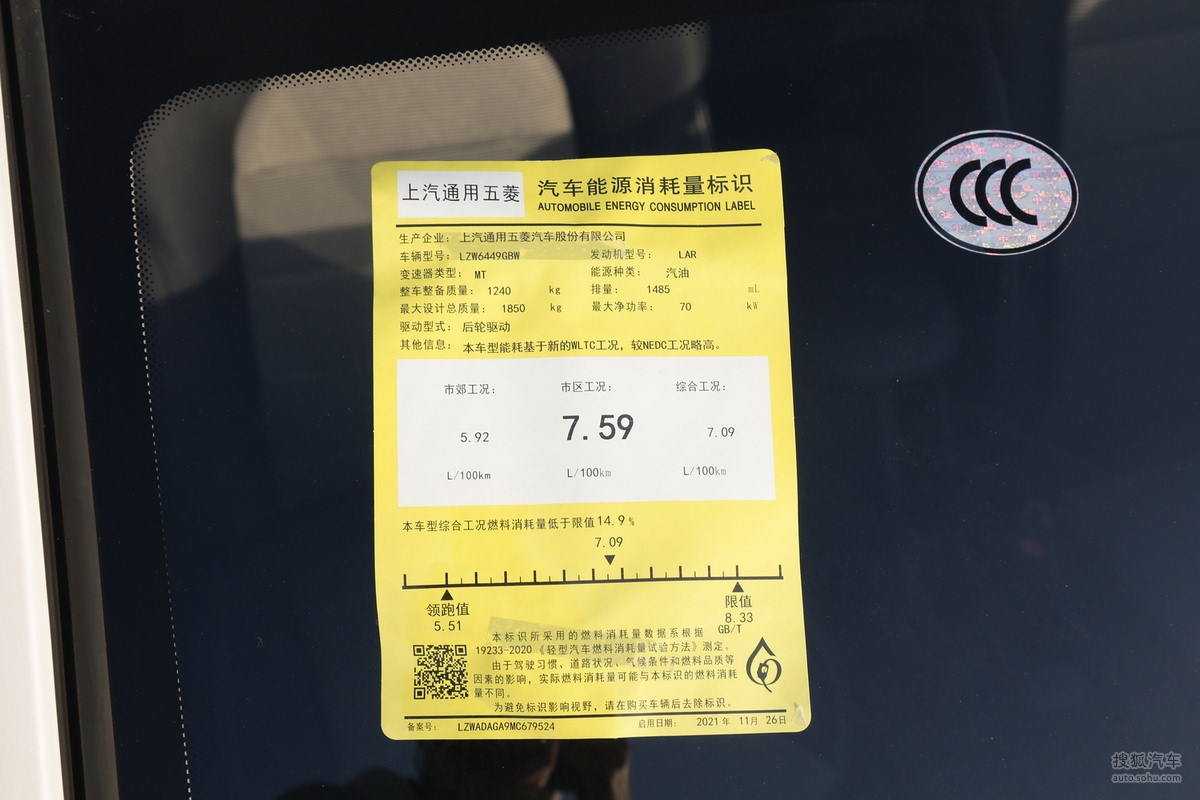 上汽通用五菱
汽车能源消耗量标识
AUTOMOBILE ENERGY CONSUMPTION LABEL
生产企业: 上汽通用五菱汽车股份有限公司
车辆型号: LZW6449GBW 发动机型号: LAR
变速器类型: MT 能源种类: 汽油
整车整备质量: 1240 kg 排量: 1485 mL
最大设计总质量: 1850 kg 最大净功率: 70 kW
驱动型式: 后轮驱动
其他信息: 本车型能耗基于新的WLTC工况, 较NEDC工况略高。
市郊工况: 市区工况: 综合工况:
5.92 7.59 7.09
L/100km L/100km L/100km
本车型综合工况燃料消耗量低于限值14.9%
7.09
领跑值 限值
5.51 8.33
本标识所采用的燃料消耗量数据系根据 GB/T
19233-2020《轻型汽车燃料消耗量试验方法》测定。
由于驾驶习惯、道路状况、气候条件和燃料品质等
因素的影响, 实际燃料消耗量可能与本标识的燃料消耗
量不同。
为避免标识影响视野, 请在购买车辆后去除标识。
备案号: LZWADAGA9MC679524 启用日期: 2021 年 11月 26日
CCC
搜狐汽车
auto.sohu.com